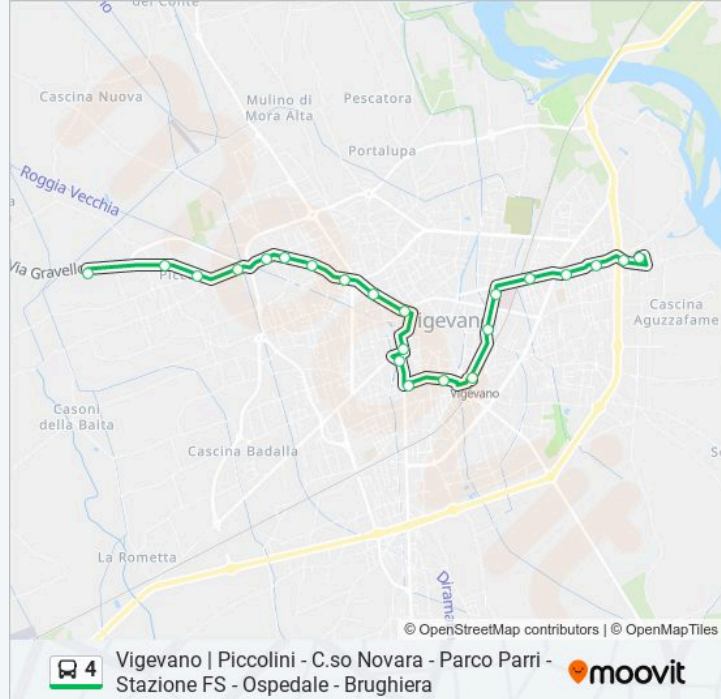 del Conte
io
Cascina Nuova
Mulino di
Mora Alta
Pescatora
Portalupa
Roggia Vecchia
Via Gravello
Vigevano
Cascina
Aguzzafame
Vigevano
Casoni
della Baita
Cascina Badalla
La Rometta
Dirama
© OpenStreetMap contributors | © OpenMapTiles
4
Vigevano | Piccolini - C.so Novara - Parco Parri -
Stazione FS - Ospedale - Brughiera
moovit